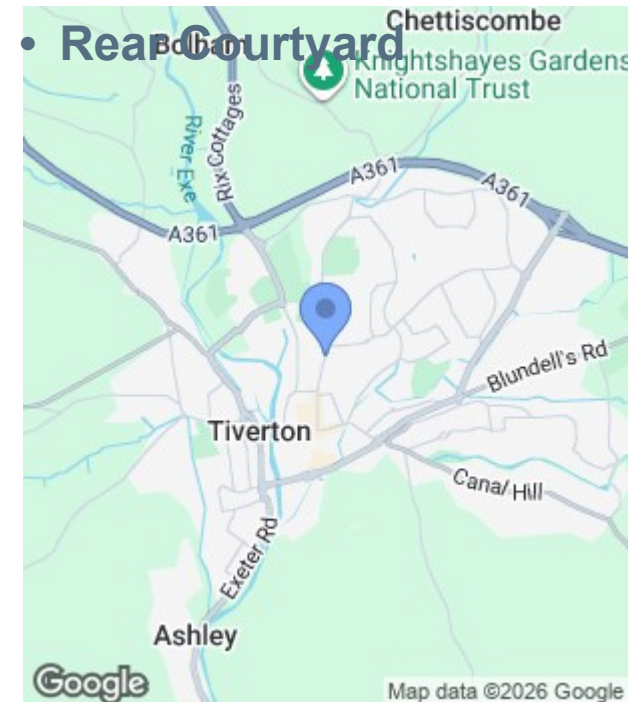 Chettiscombe
• Rear Courtyard
Bolham
Knightshayes Gardens
National Trust
River Exe
Rix Cottages
A361
A361
A361
Blundell's Rd
Tiverton
Canal Hill
Exeter Rd
Ashley
Google
Map data ©2026 Google